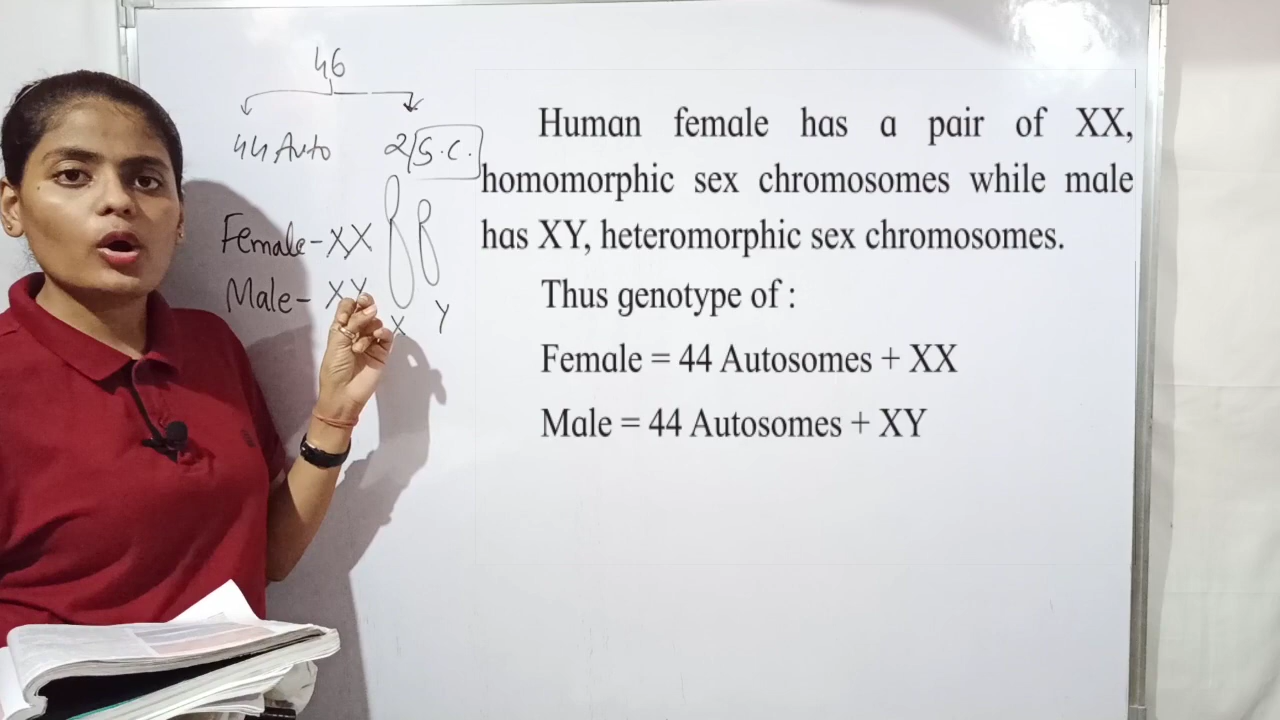 46
44 Auto 2 S.C.
Female - XX
Male - XY
X Y
Human female has a pair of XX,
homomorphic sex chromosomes while male
has XY, heteromorphic sex chromosomes.
Thus genotype of :
Female = 44 Autosomes + XX
Male = 44 Autosomes + XY